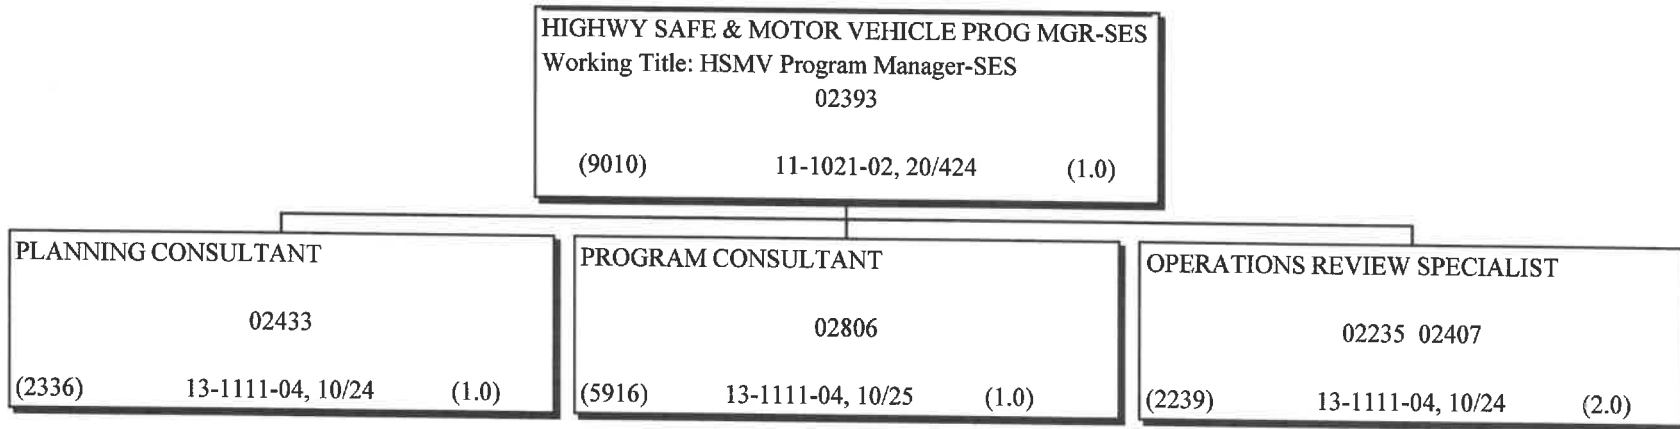 HIGHWY SAFE & MOTOR VEHICLE PROG MGR-SES
Working Title: HSMV Program Manager-SES
02393
(9010) 11-1021-02, 20/424 (1.0)
PLANNING CONSULTANT
02433
(2336) 13-1111-04, 10/24 (1.0)
PROGRAM CONSULTANT
02806
(5916) 13-1111-04, 10/25 (1.0)
OPERATIONS REVIEW SPECIALIST
02235 02407
(2239) 13-1111-04, 10/24 (2.0)